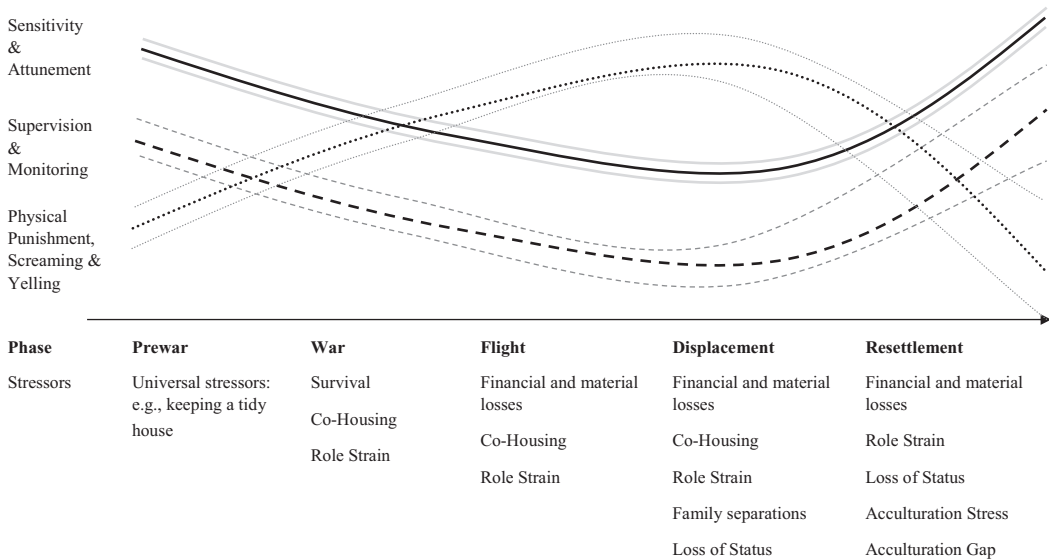 Sensitivity
&
Attunement
Supervision
&
Monitoring
Physical
Punishment,
Screaming &
Yelling
Phase
Prewar
War
Flight
Displacement
Resettlement
Stressors
Universal stressors:
e.g., keeping a tidy
house
Survival
Co-Housing
Role Strain
Financial and material
losses
Co-Housing
Role Strain
Financial and material
losses
Co-Housing
Role Strain
Family separations
Loss of Status
Financial and material
losses
Role Strain
Loss of Status
Acculturation Stress
Acculturation Gap